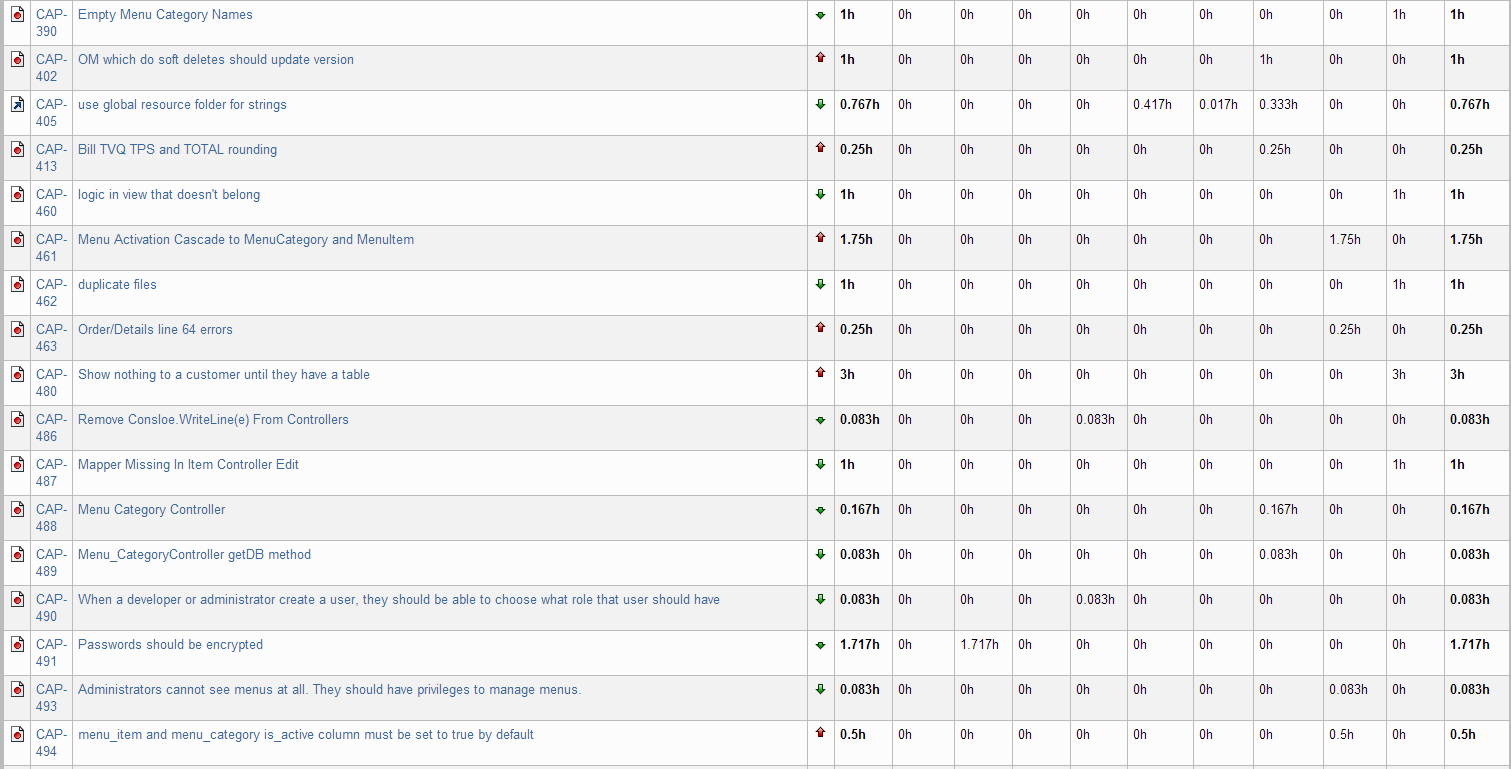 CAP- Empty Menu Category Names 1h 0h 0h 0h 0h 0h 0h 0h 0h 1h 1h
390
CAP- OM which do soft deletes should update version 1h 0h 0h 0h 0h 0h 0h 1h 0h 0h 1h
402
CAP- use global resource folder for strings 0.767h 0h 0h 0h 0h 0.417h 0.017h 0.333h 0h 0h 0.767h
405
CAP- Bill TVQ TPS and TOTAL rounding 0.25h 0h 0h 0h 0h 0h 0h 0.25h 0h 0h 0.25h
413
CAP- logic in view that doesn't belong 1h 0h 0h 0h 0h 0h 0h 0h 0h 1h 1h
460
CAP- Menu Activation Cascade to MenuCategory and MenuItem 1.75h 0h 0h 0h 0h 0h 0h 0h 1.75h 0h 1.75h
461
CAP- duplicate files 1h 0h 0h 0h 0h 0h 0h 0h 0h 1h 1h
462
CAP- Order/Details line 64 errors 0.25h 0h 0h 0h 0h 0h 0h 0h 0.25h 0h 0.25h
463
CAP- Show nothing to a customer until they have a table 3h 0h 0h 0h 0h 0h 0h 0h 0h 3h 3h
480
CAP- Remove Consloe.WriteLine(e) From Controllers 0.083h 0h 0h 0h 0.083h 0h 0h 0h 0h 0h 0.083h
486
CAP- Mapper Missing In Item Controller Edit 1h 0h 0h 0h 0h 0h 0h 0h 0h 1h 1h
487
CAP- Menu Category Controller 0.167h 0h 0h 0h 0h 0h 0h 0.167h 0h 0h 0.167h
488
CAP- Menu_CategoryController getDB method 0.083h 0h 0h 0h 0h 0h 0h 0.083h 0h 0h 0.083h
489
CAP- When a developer or administrator create a user, they should be able to choose what role that user should have 0.083h 0h 0h 0h 0.083h 0h 0h 0h 0h 0h 0.083h
490
CAP- Passwords should be encrypted 1.717h 0h 1.717h 0h 0h 0h 0h 0h 0h 0h 1.717h
491
CAP- Administrators cannot see menus at all. They should have privileges to manage menus. 0.083h 0h 0h 0h 0h 0h 0h 0h 0.083h 0h 0.083h
493
CAP- menu_item and menu_category is_active column must be set to true by default 0.5h 0h 0h 0h 0h 0h 0h 0h 0.5h 0h 0.5h
494